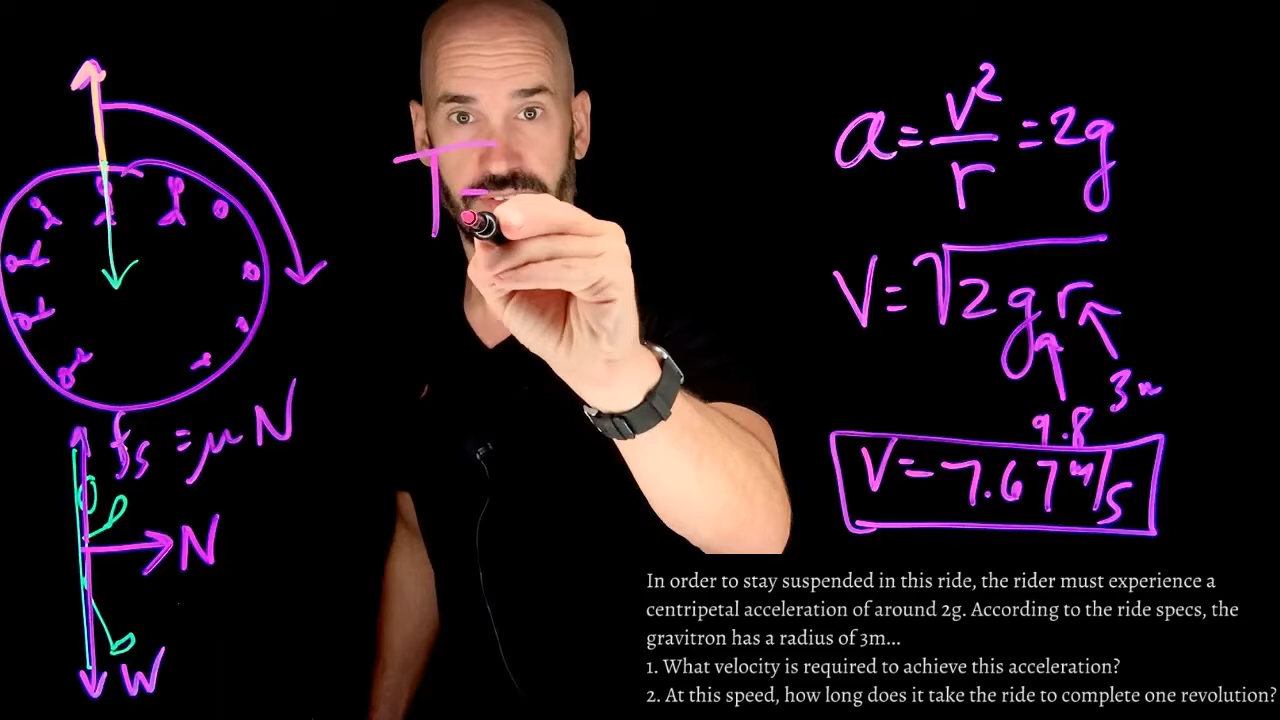 T=
a = v²/r = 2g
V = √2gr
9.8
3m
V = 7.67 m/s
fs = μN
N
W
In order to stay suspended in this ride, the rider must experience a
centripetal acceleration of around 2g. According to the ride specs, the
gravitron has a radius of 3m...
1. What velocity is required to achieve this acceleration?
2. At this speed, how long does it take the ride to complete one revolution?